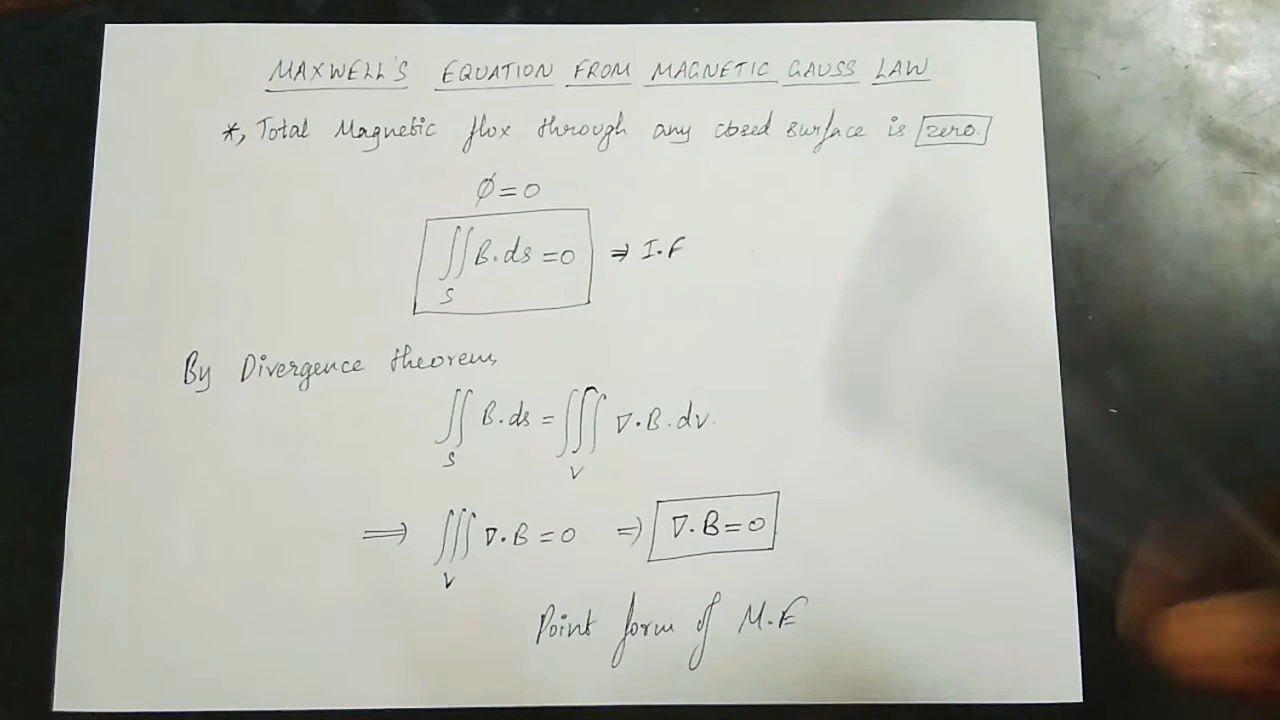 MAXWELL'S EQUATION FROM MAGNETIC GAUSS LAW
*, Total Magnetic flux through any closed surface is zero.
Ø = 0
∬S B.ds = 0 ⇒ I.F
By Divergence theorem,
∬S B.ds = ∭V ∇.B.dv.
⟹ ∭V ∇.B = 0 ⇒ ∇.B = 0
Point form of M.E